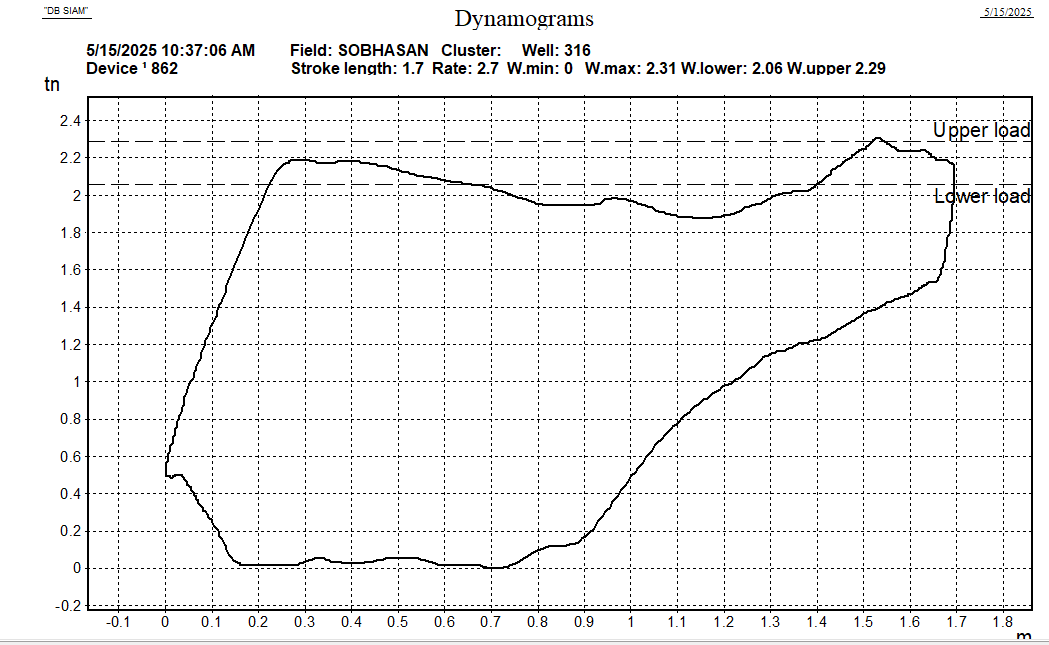 "DB SIAM"
5/15/2025
Dynamograms
5/15/2025 10:37:06 AM Field: SOBHASAN Cluster: Well: 316
Device ¹ 862 Stroke length: 1.7 Rate: 2.7 W.min: 0 W.max: 2.31 W.lower: 2.06 W.upper 2.29
tn
2.4
Upper load
2.2
2
Lower load
1.8
1.6
1.4
1.2
1
0.8
0.6
0.4
0.2
0
-0.2
-0.1 0 0.1 0.2 0.3 0.4 0.5 0.6 0.7 0.8 0.9 1 1.1 1.2 1.3 1.4 1.5 1.6 1.7 1.8
m